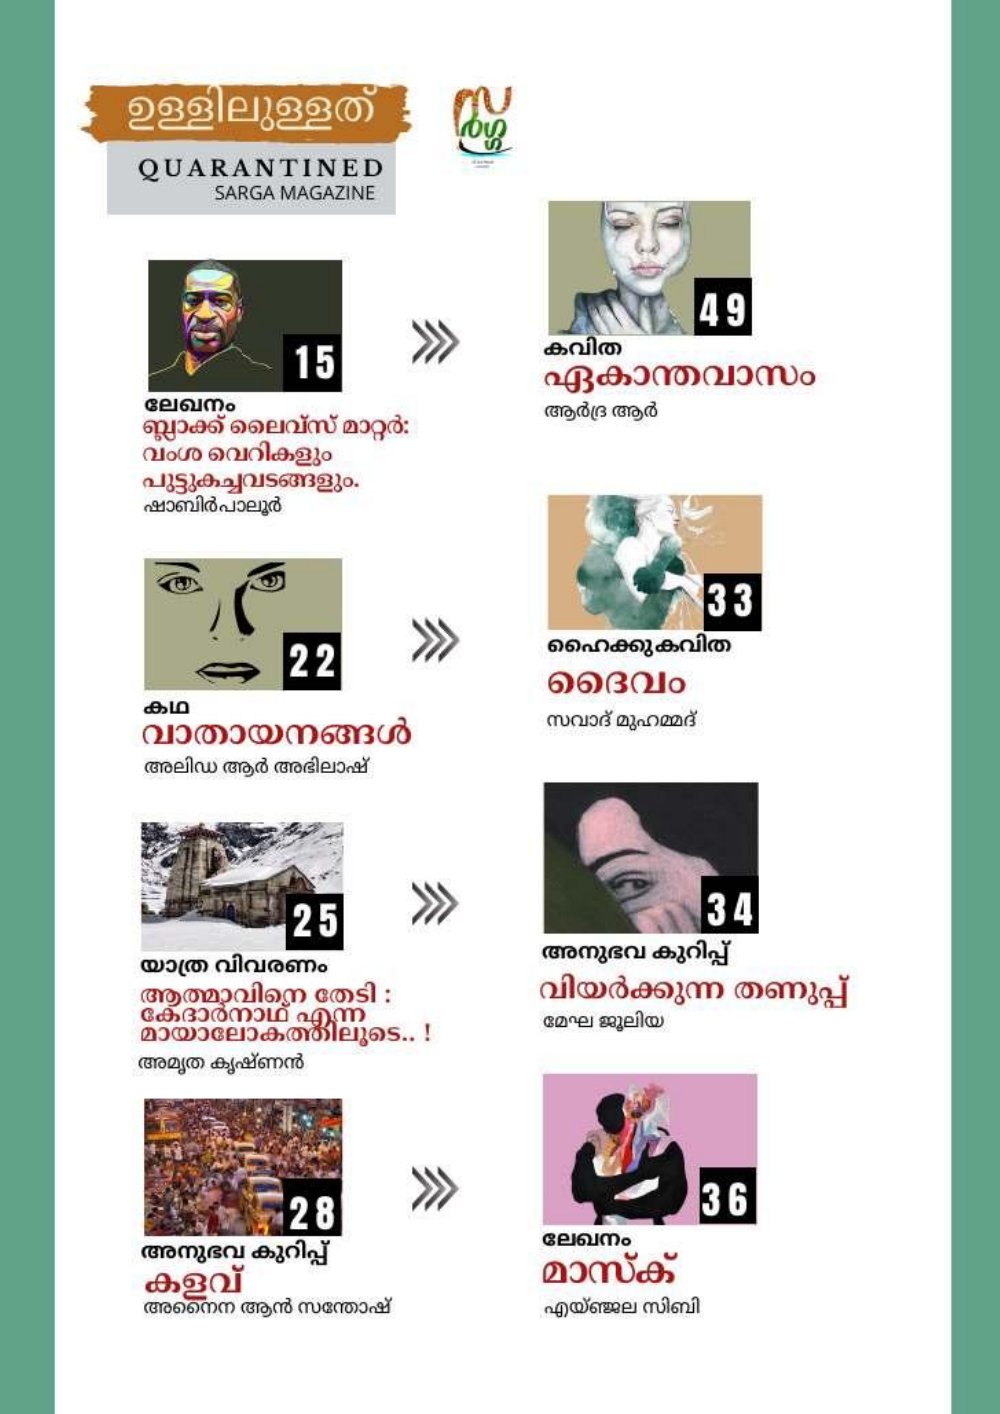 ഉള്ളിലുള്ളത്
QUARANTINED
SARGA MAGAZINE
സർഗ്ഗ
15
ലേഖനം
ബ്ലാക്ക് ലൈവ്സ് മാറ്റർ:
വംശ വെറികളും
പുട്ടുകച്ചവടങ്ങളും.
ഷാബിർപാലൂർ
22
കഥ
വാതായനങ്ങൾ
അലിഡ ആർ അഭിലാഷ്
25
യാത്ര വിവരണം
ആത്മാവിനെ തേടി :
കേദാർനാഥ് എന്ന
മായാലോകത്തിലൂടെ.. !
അമൃത കൃഷ്ണൻ
28
അനുഭവ കുറിപ്പ്
കളവ്
അനൈന ആൻ സന്തോഷ്
49
കവിത
ഏകാന്തവാസം
ആർദ്ര ആർ
33
ഹൈക്കുകവിത
ദൈവം
സവാദ് മുഹമ്മദ്
34
അനുഭവ കുറിപ്പ്
വിയർക്കുന്ന തണുപ്പ്
മേഘ ജൂലിയ
36
ലേഖനം
മാസ്ക്
എയ്ഞ്ജല സിബി